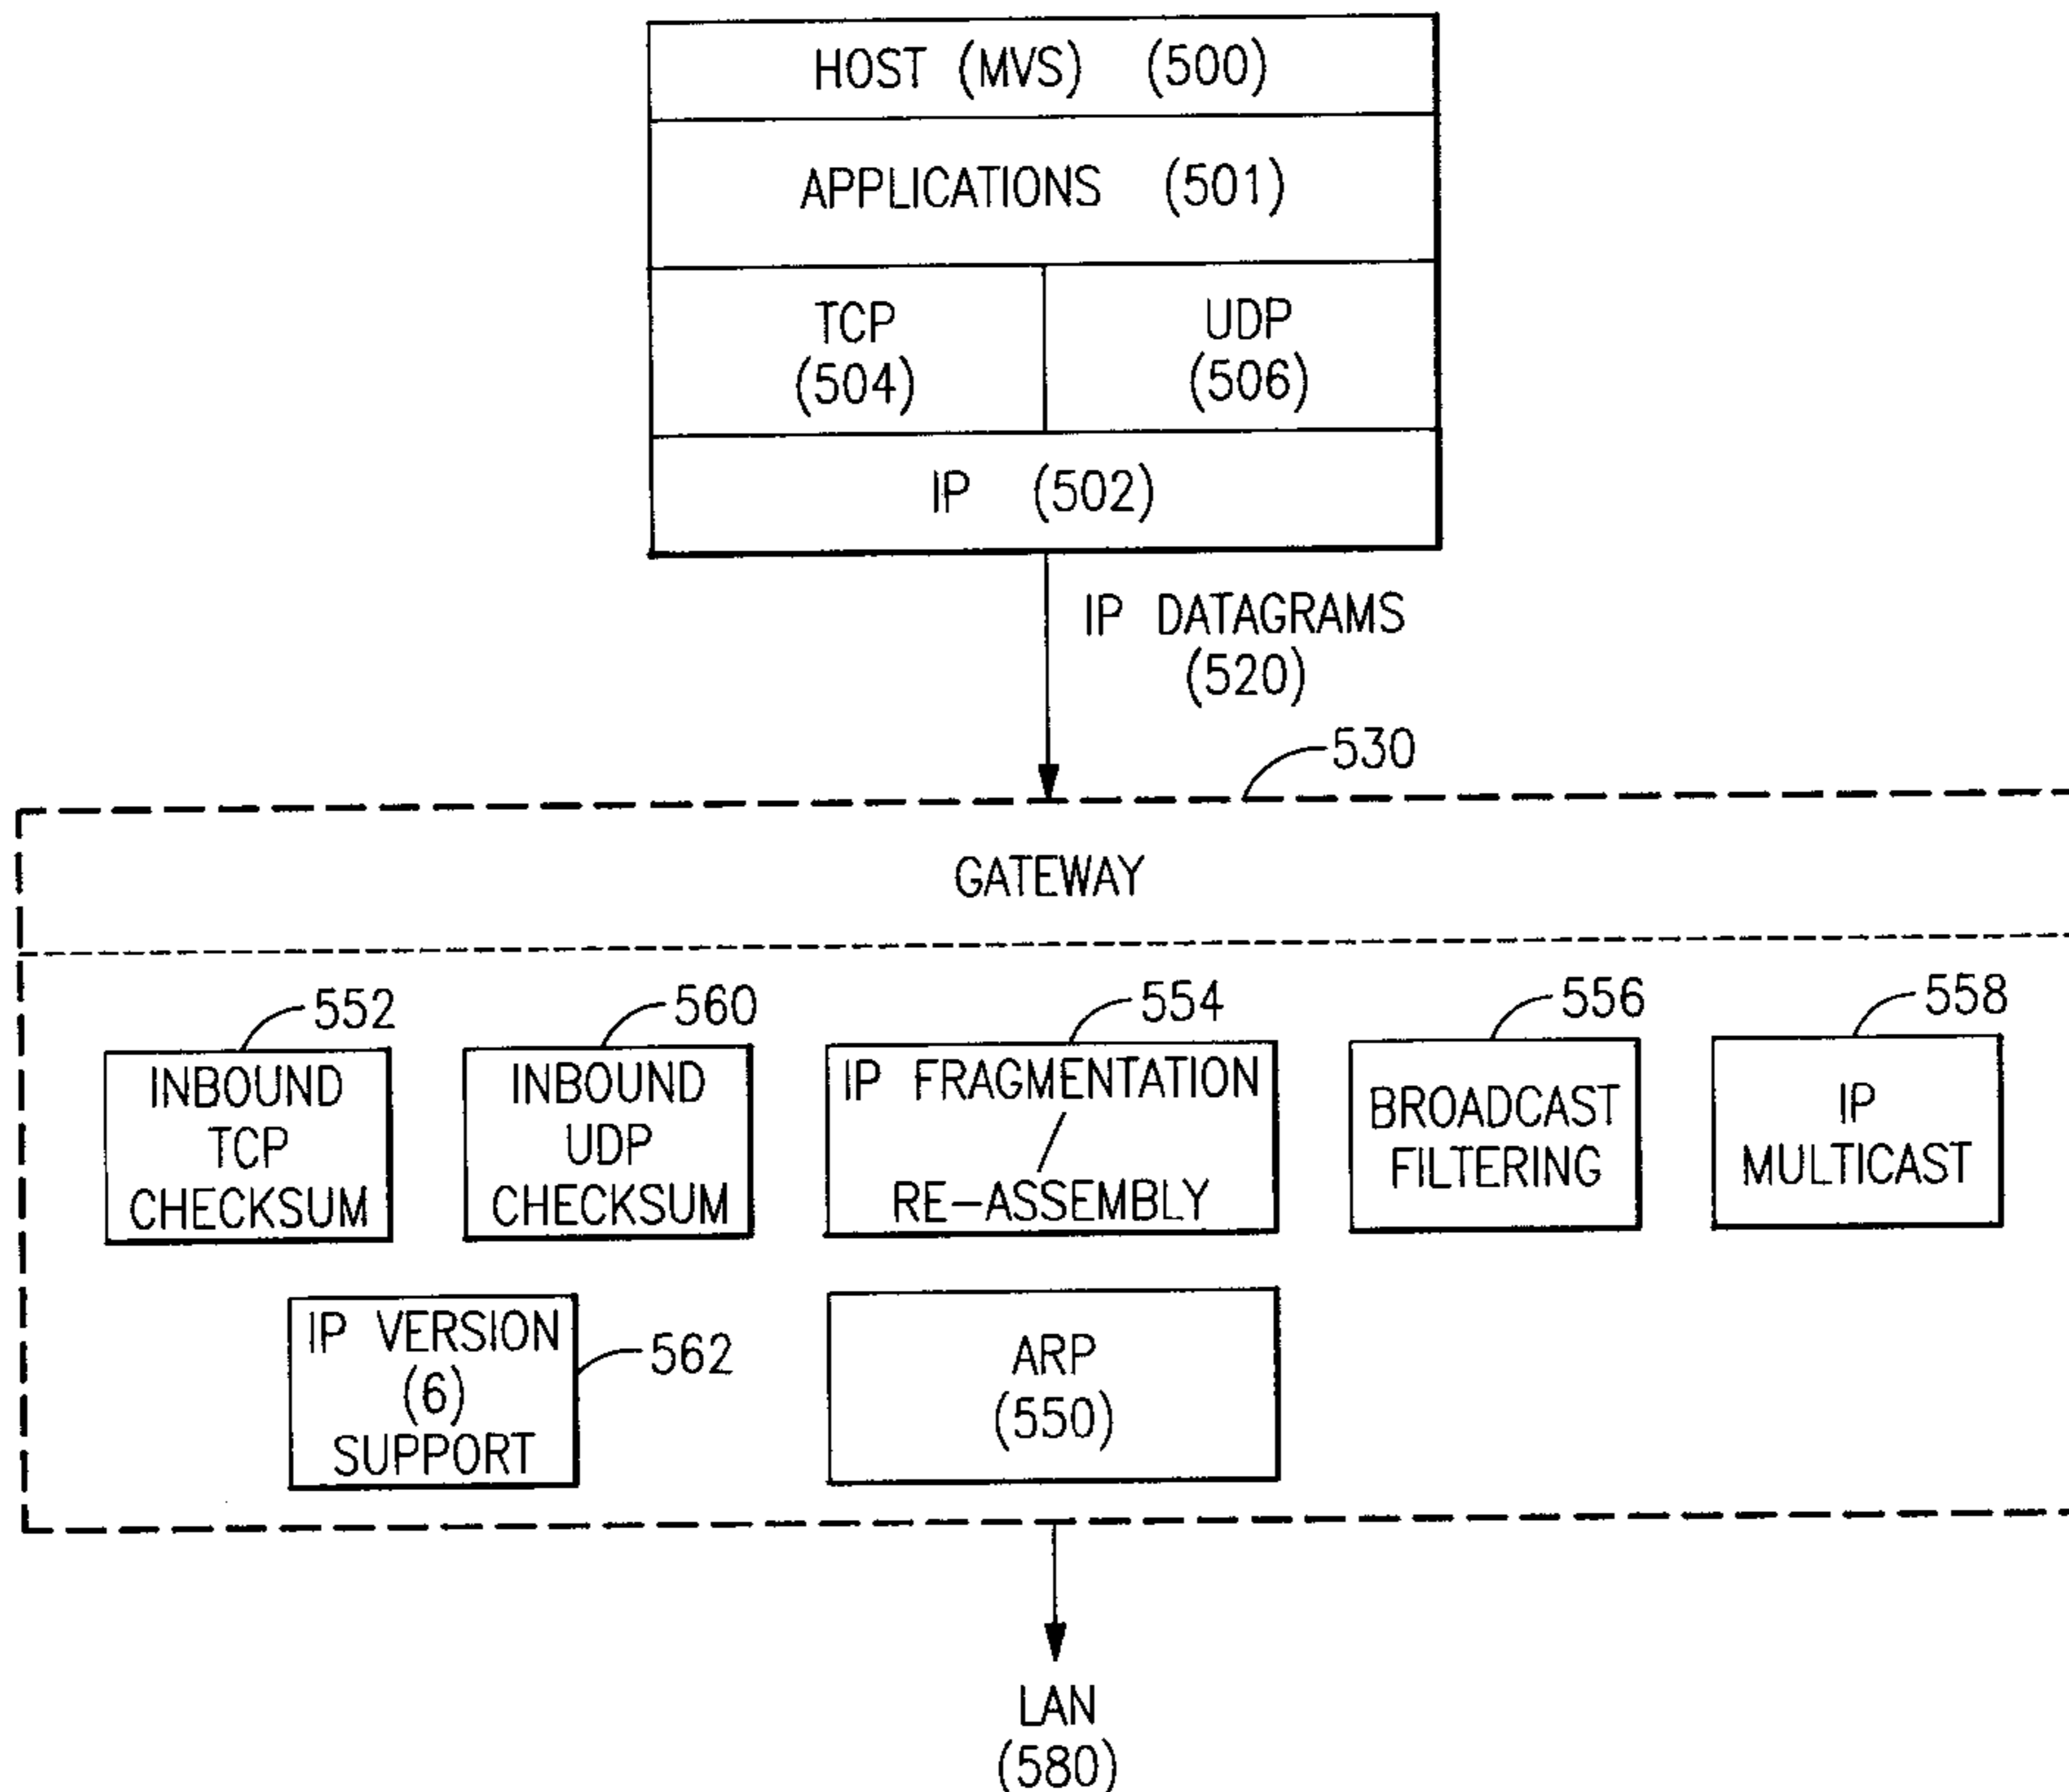 HOST (MVS) (500)
APPLICATIONS (501)
TCP
(504)
UDP
(506)
IP (502)
IP DATAGRAMS
(520)
530
GATEWAY
552
INBOUND
TCP
CHECKSUM
560
INBOUND
UDP
CHECKSUM
554
IP FRAGMENTATION
/
RE-ASSEMBLY
556
BROADCAST
FILTERING
558
IP
MULTICAST
IP VERSION
(6)
SUPPORT
562
ARP
(550)
LAN
(580)